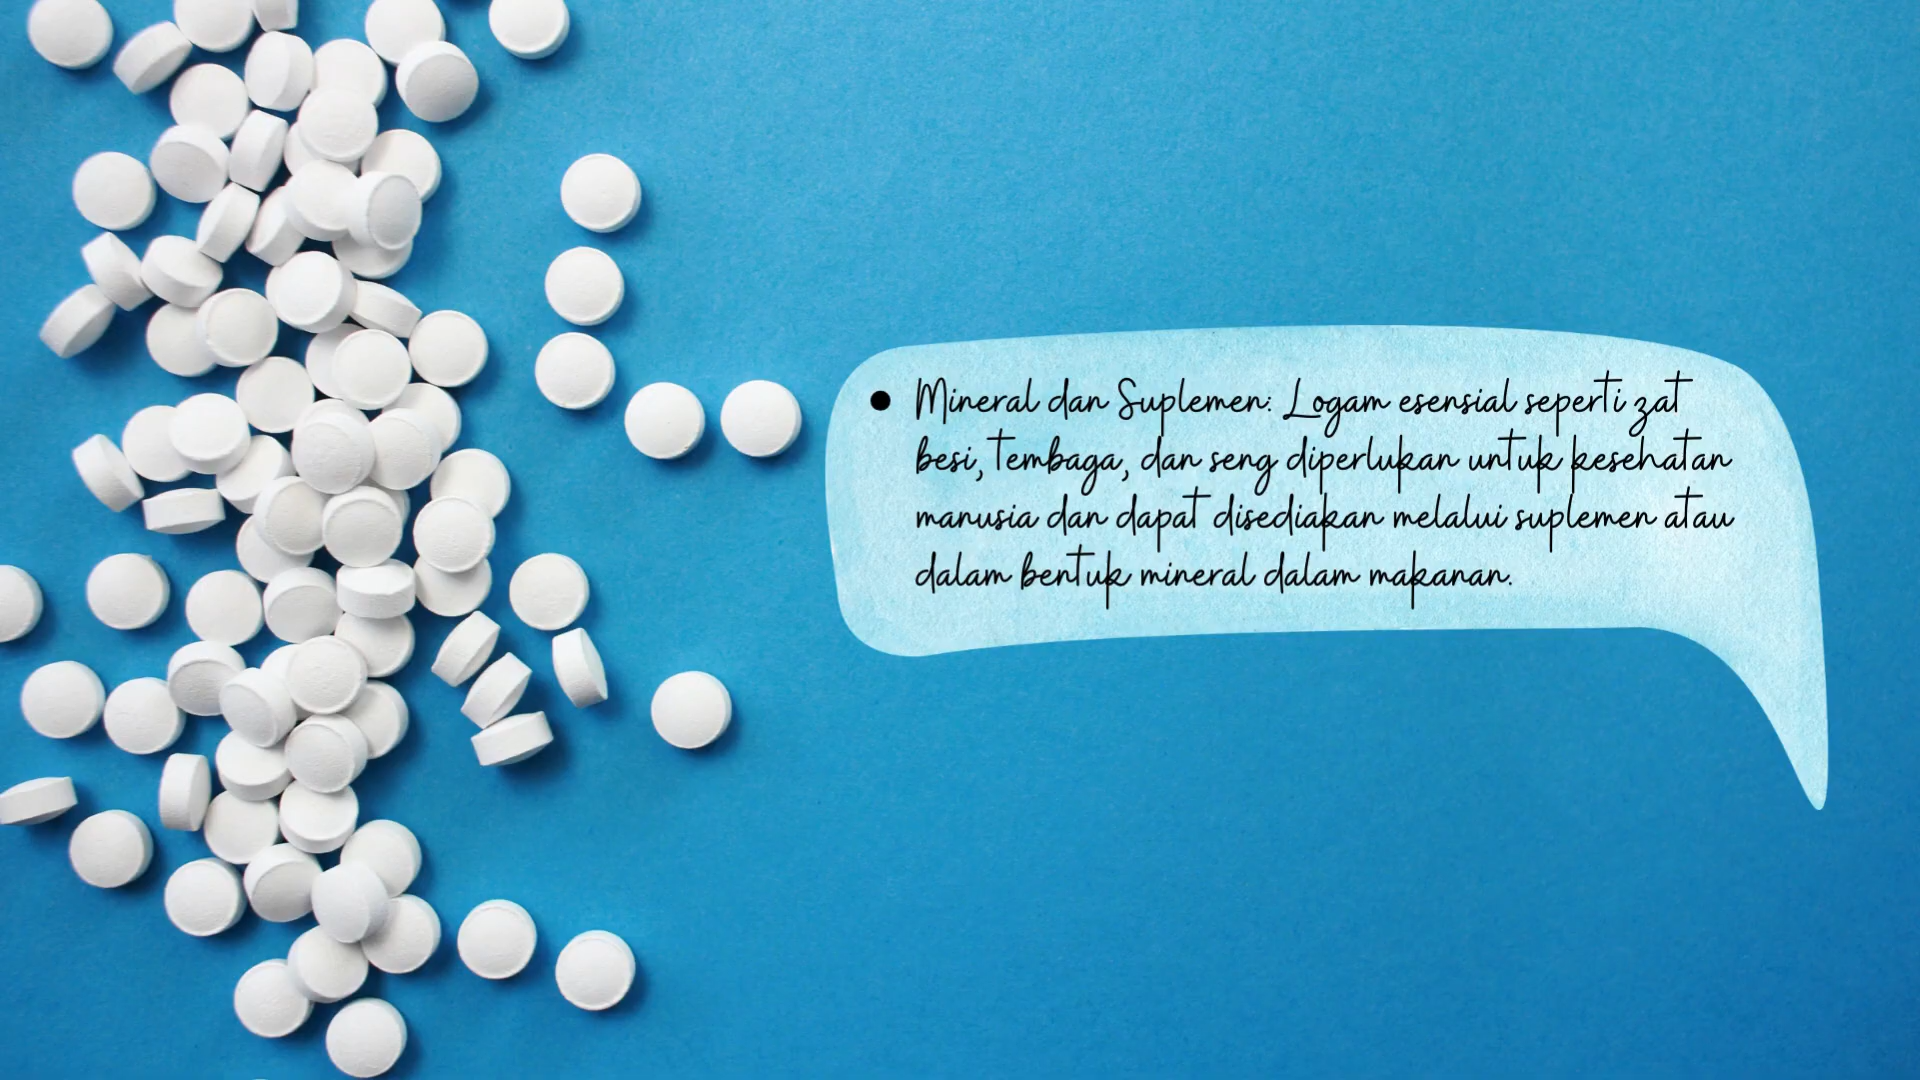 • Mineral dan Suplemen: Logam esensial seperti zat
besi, tembaga, dan seng diperlukan untuk kesehatan
manusia dan dapat disediakan melalui suplemen atau
dalam bentuk mineral dalam makanan.